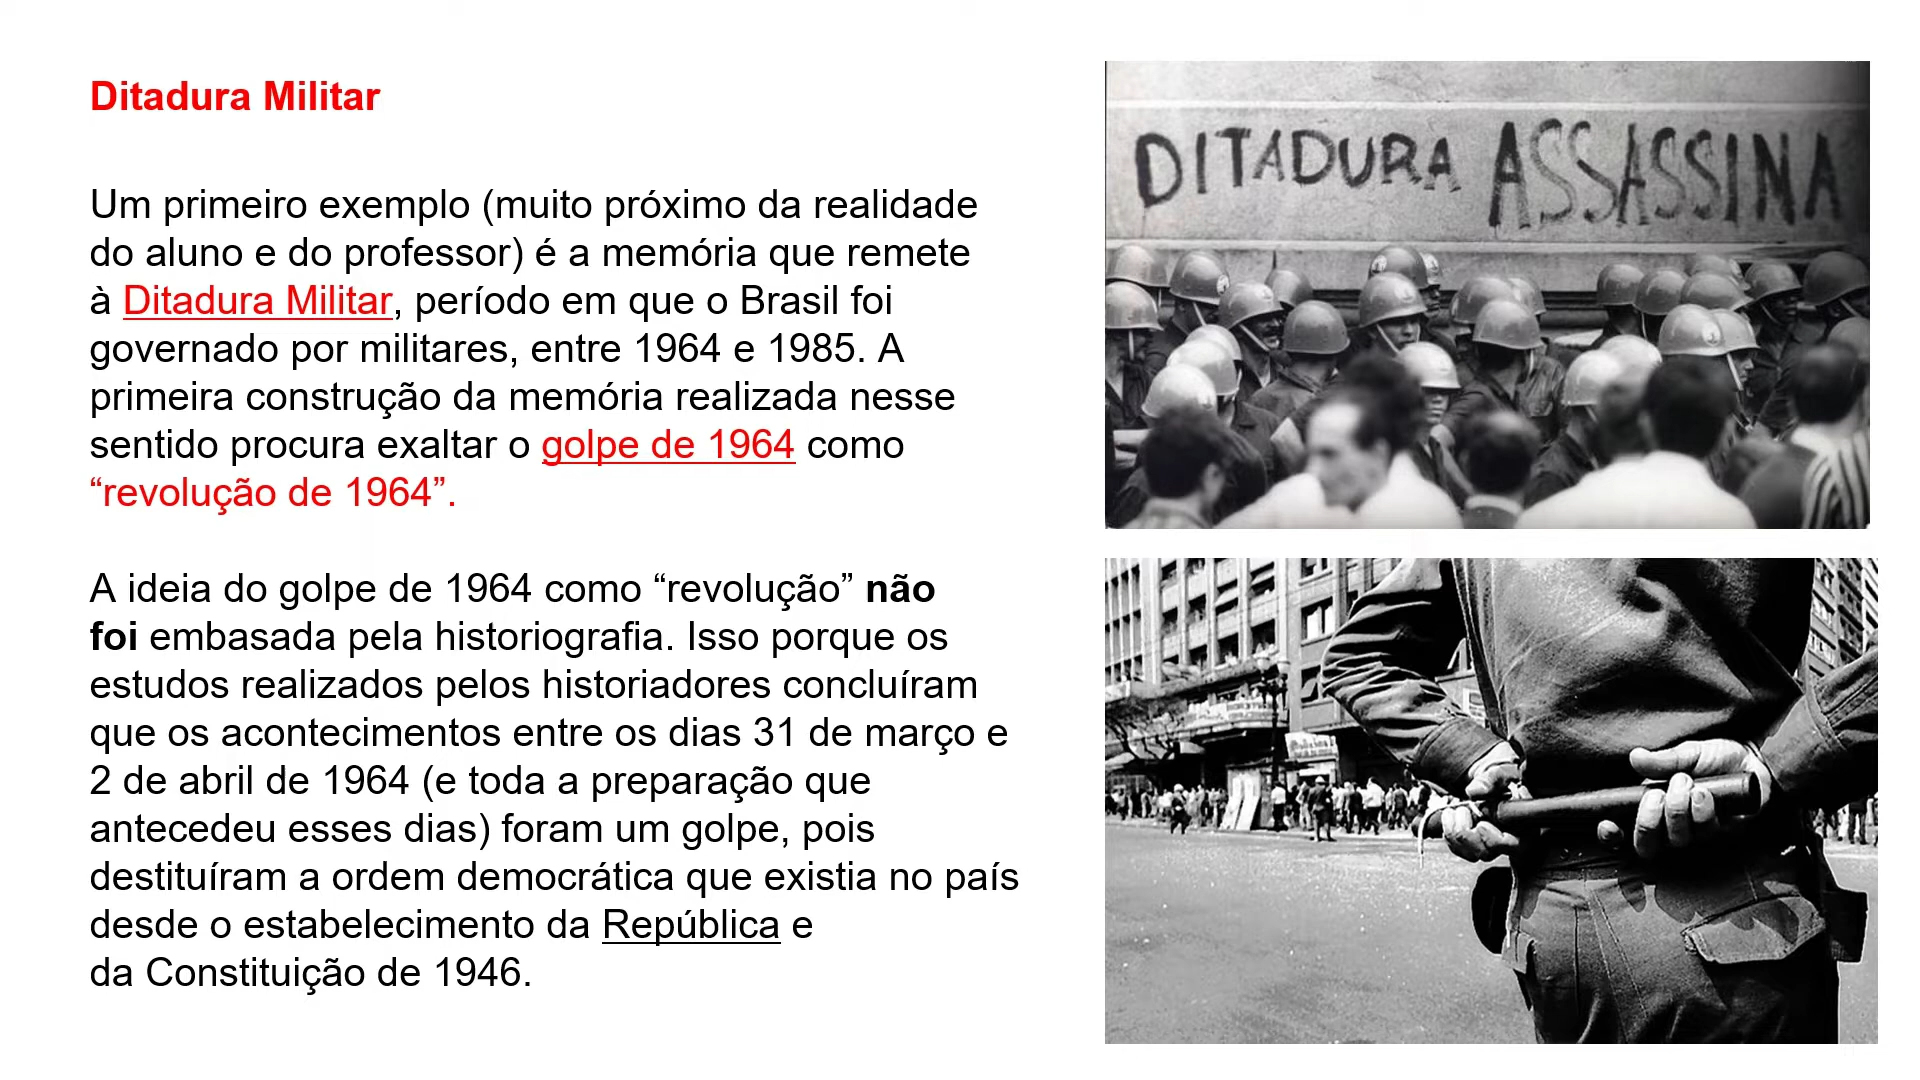 Ditadura Militar
Um primeiro exemplo (muito próximo da realidade
do aluno e do professor) é a memória que remete
à Ditadura Militar, período em que o Brasil foi
governado por militares, entre 1964 e 1985. A
primeira construção da memória realizada nesse
sentido procura exaltar o golpe de 1964 como
“revolução de 1964”.
A ideia do golpe de 1964 como “revolução” não
foi embasada pela historiografia. Isso porque os
estudos realizados pelos historiadores concluíram
que os acontecimentos entre os dias 31 de março e
2 de abril de 1964 (e toda a preparação que
antecedeu esses dias) foram um golpe, pois
destituíram a ordem democrática que existia no país
desde o estabelecimento da República e
da Constituição de 1946.
DITADURA ASSASSINA